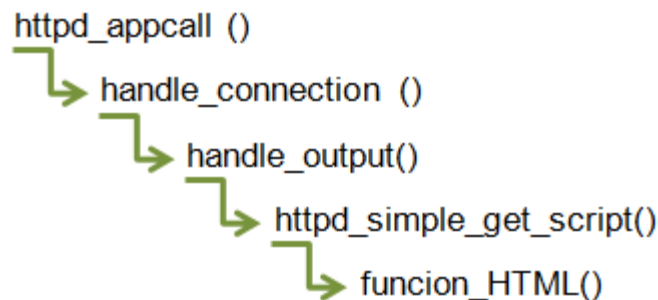 httpd_appcall ()
handle_connection ()
handle_output()
httpd_simple_get_script()
funcion_HTML()